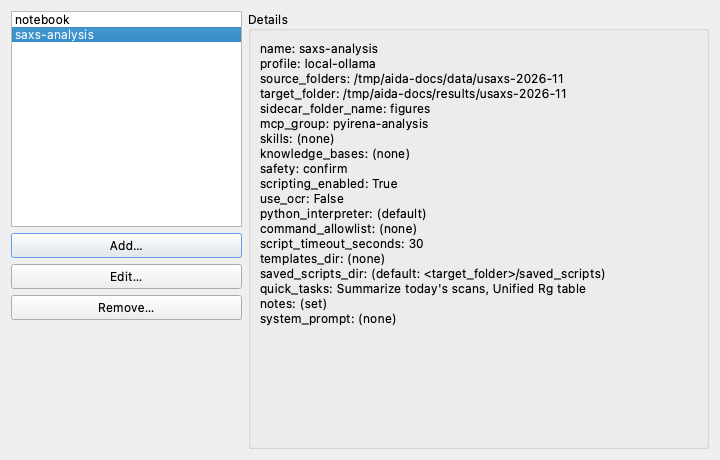 notebook
saxs-analysis
Add...
Edit...
Remove...
Details
name: saxs-analysis
profile: local-ollama
source_folders: /tmp/aida-docs/data/usaxs-2026-11
target_folder: /tmp/aida-docs/results/usaxs-2026-11
sidecar_folder_name: figures
mcp_group: pyirena-analysis
skills: (none)
knowledge_bases: (none)
safety: confirm
scripting_enabled: True
use_ocr: False
python_interpreter: (default)
command_allowlist: (none)
script_timeout_seconds: 30
templates_dir: (none)
saved_scripts_dir: (default: <target_folder>/saved_scripts)
quick_tasks: Summarize today's scans, Unified Rg table
notes: (set)
system_prompt: (none)